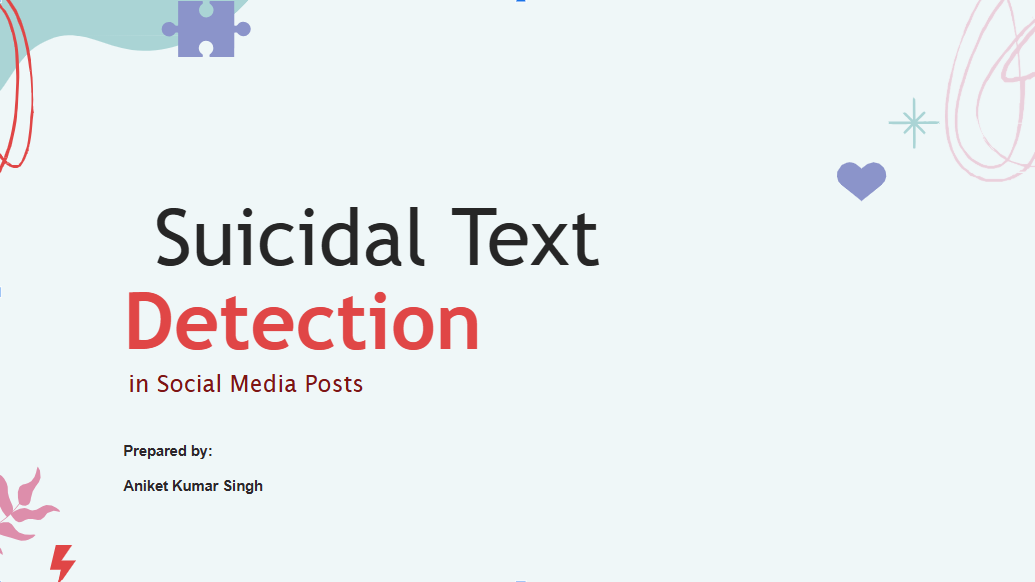 Suicidal Text
Detection
in Social Media Posts
Prepared by:
Aniket Kumar Singh